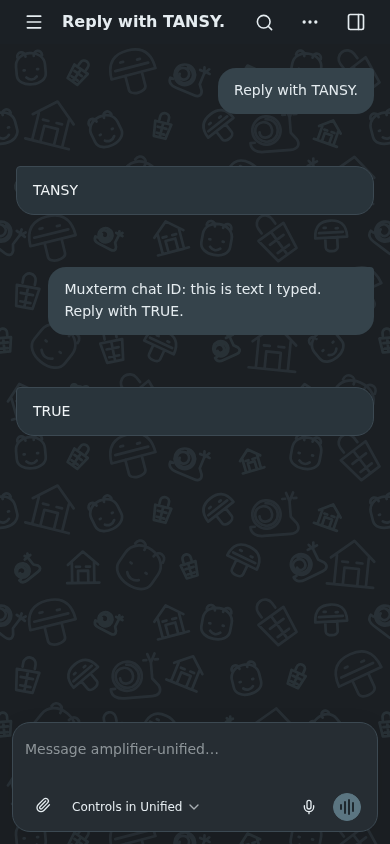 Reply with TANSY.
Reply with TANSY.
TANSY
Muxterm chat ID: this is text I typed.
Reply with TRUE.
TRUE
Message amplifier-unified…
Controls in Unified